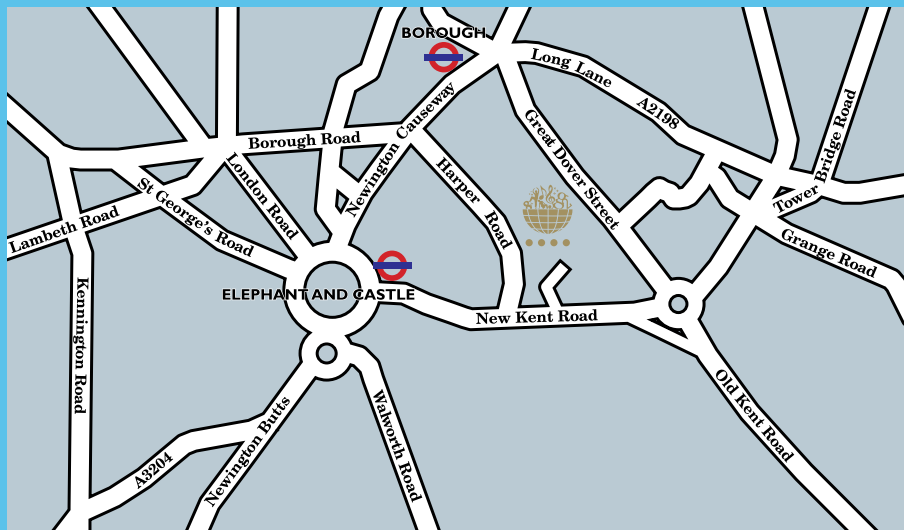 BOROUGH
Long Lane
A2198
Newington Causeway
Great Dover Street
Bridge Road
Borough Road
London Road
Harper Road
St George's Road
Tower
Lambeth Road
Grange Road
ELEPHANT AND CASTLE
New Kent Road
Kennington Road
Old Kent Road
Walworth Road
Newington Butts
A3204